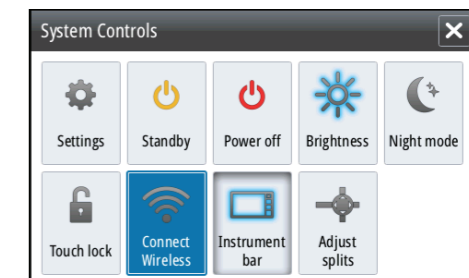 System Controls
Settings Standby Power off Brightness Night mode
Touch lock Connect Wireless Instrument bar Adjust splits